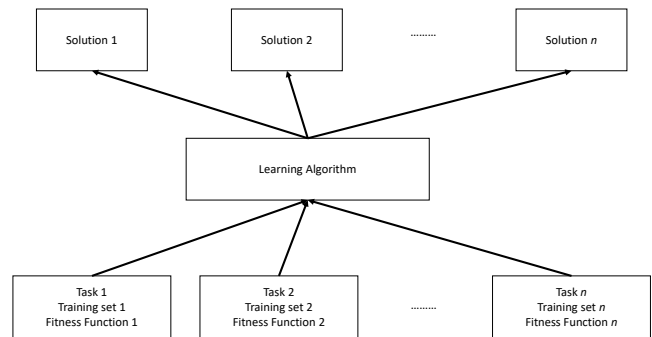 Solution 1
Solution 2
.........
Solution n
Learning Algorithm
Task 1
Training set 1
Fitness Function 1
Task 2
Training set 2
Fitness Function 2
.........
Task n
Training set n
Fitness Function n